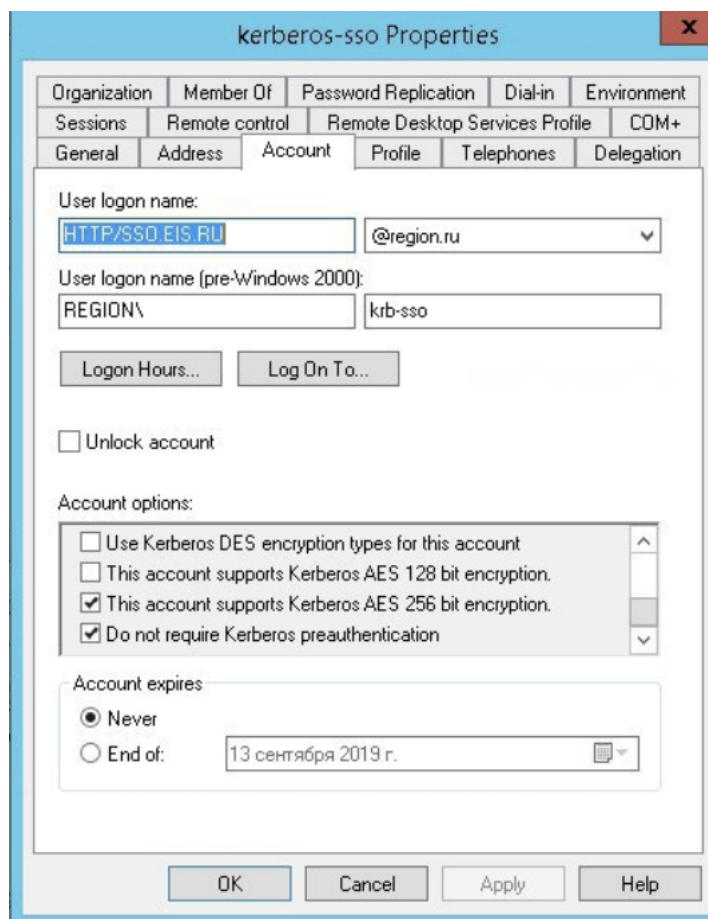 kerberos-sso Properties
x
Organization Member Of Password Replication Dial-in Environment
Sessions Remote control Remote Desktop Services Profile COM+
General Address Account Profile Telephones Delegation
User logon name:
HTTP/SSO.EIS.RU @region.ru
User logon name (pre-Windows 2000):
REGION\ krb-sso
Logon Hours... Log On To...
Unlock account
Account options:
Use Kerberos DES encryption types for this account
This account supports Kerberos AES 128 bit encryption.
This account supports Kerberos AES 256 bit encryption.
Do not require Kerberos preauthentication
Account expires
Never
End of: 13 сентября 2019 г.
OK Cancel Apply Help